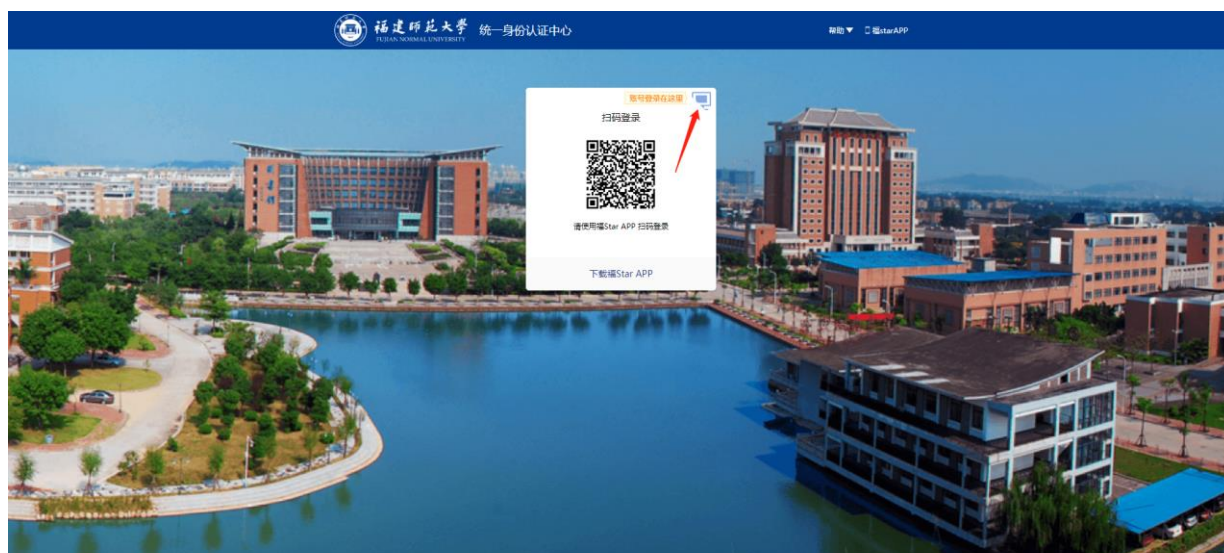 福建师范大学 统一身份认证中心
FUJIAN NORMAL UNIVERSITY
帮助▼ 福starAPP
账号登录在这里
扫码登录
请使用福Star APP 扫码登录
下载福Star APP